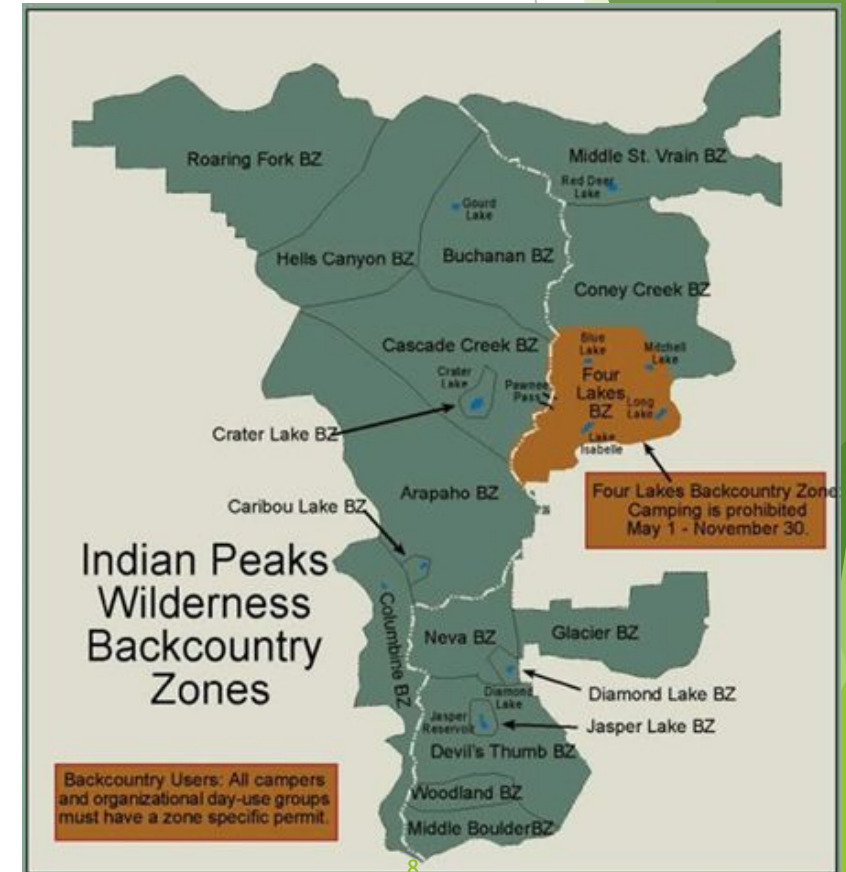 Roaring Fork BZ
Middle St. Vrain BZ
Red Deer
Lake
Gourd
Lake
Hells Canyon BZ
Buchanan BZ
Coney Creek BZ
Cascade Creek BZ
Blue
Lake
Mitchell
Lake
Crater
Lake
Pawnee
Pass
Four
Lakes
BZ
Long
Lake
Lake
Isabelle
Crater Lake BZ
Arapaho BZ
Four Lakes Backcountry Zone
Camping is prohibited
May 1 - November 30.
Caribou Lake BZ
Indian Peaks
Wilderness
Backcountry
Zones
Columbine BZ
Neva BZ
Glacier BZ
Diamond
Lake
Diamond Lake BZ
Jasper
Reservoir
Jasper Lake BZ
Devil's Thumb BZ
Backcountry Users: All campers
and organizational day-use groups
must have a zone specific permit.
Woodland BZ
Middle BoulderBZ
8